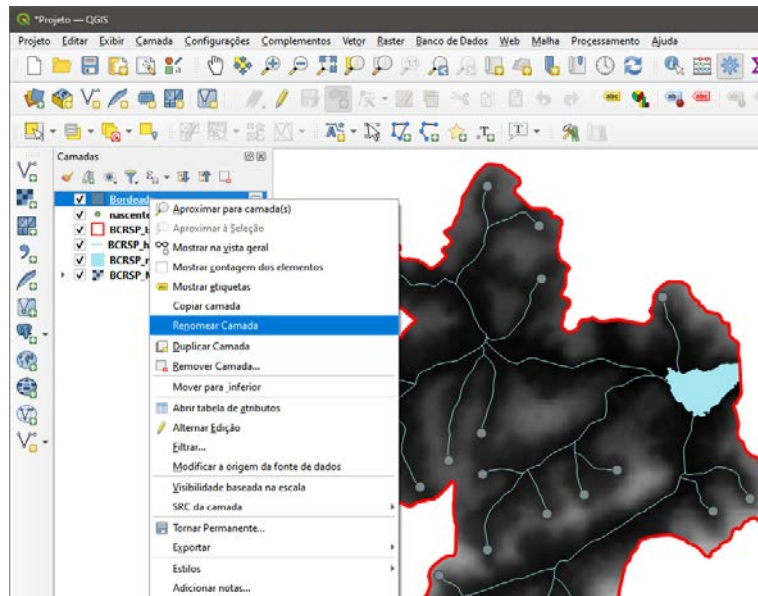 *Projeto — QGIS
Projeto Editar Exibir Camada Configurações Complementos Vetor Raster Banco de Dados Web Malha Processamento Ajuda
Camadas
Bordead
nascente
BCRSP_
BCRSP_h
BCRSP_r
BCRSP_
Aproximar para camada(s)
Aproximar à Seleção
Mostrar na vista geral
Mostrar contagem dos elementos
Mostrar etiquetas
Copiar camada
Renomear Camada
Duplicar Camada
Remover Camada...
Mover para _inferior
Abrir tabela de atributos
Alternar Edição
Filtrar...
Modificar a origem da fonte de dados
Visibilidade baseada na escala
SRC da camada
Tornar Permanente...
Exportar
Estilos
Adicionar notas...